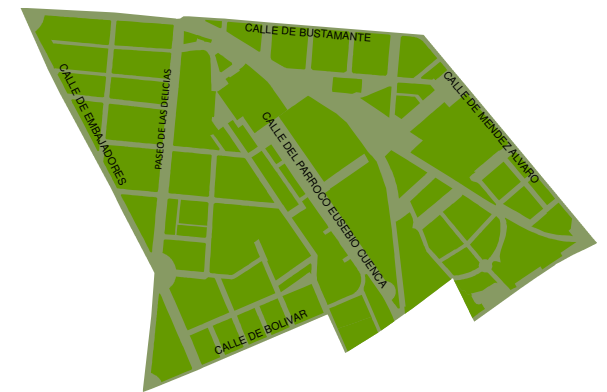 CALLE DE BUSTAMANTE
CALLE DE EMBAJADORES
PASEO DE LAS DELICIAS
CALLE DE MENDEZ ALVARO
CALLE DEL PARROCO EUSEBIO CUENCA
CALLE DE BOLIVAR